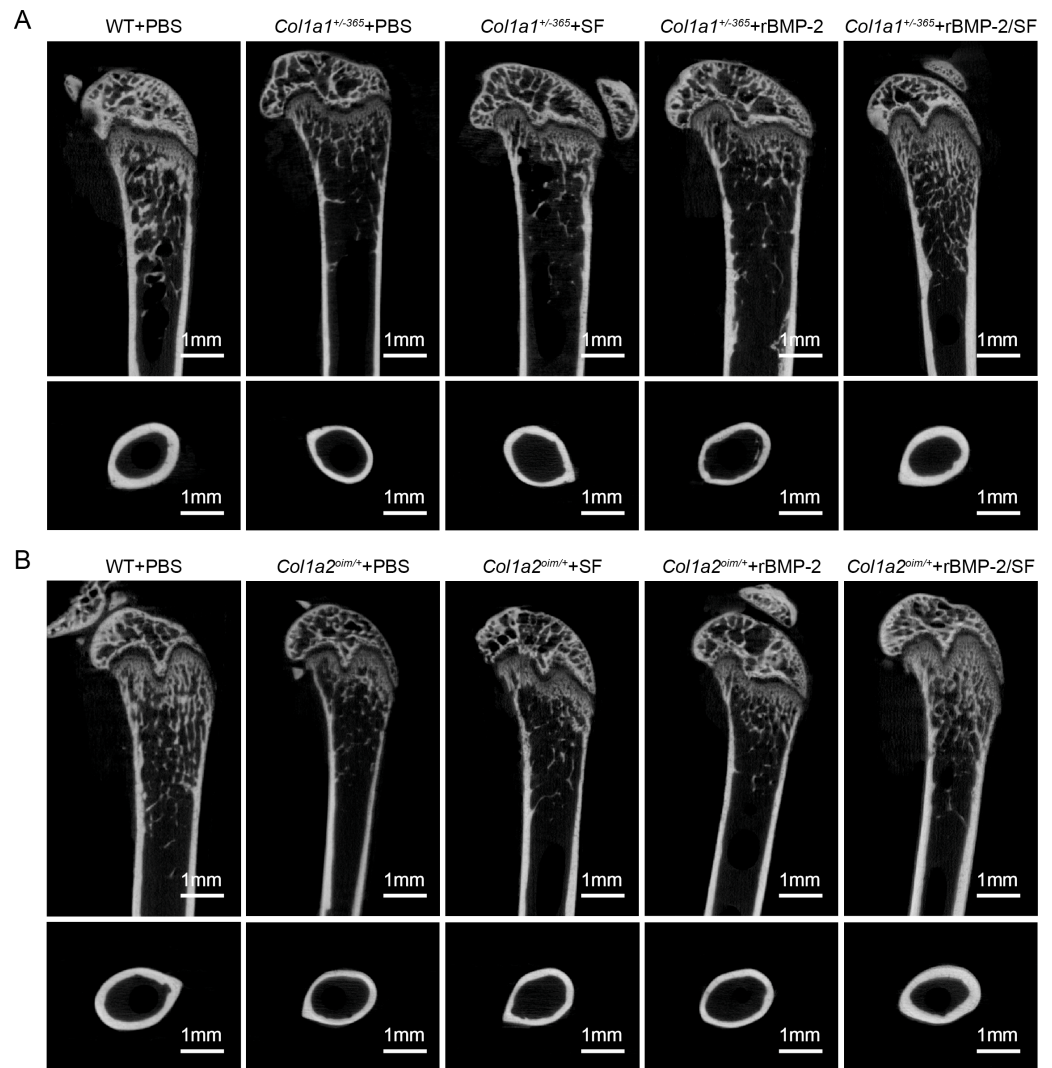 A
WT+PBS Col1a1+/-365+PBS Col1a1+/-365+SF Col1a1+/-365+rBMP-2 Col1a1+/-365+rBMP-2/SF
1mm 1mm 1mm 1mm 1mm
1mm 1mm 1mm 1mm 1mm
B
WT+PBS Col1a2oim/++PBS Col1a2oim/++SF Col1a2oim/++rBMP-2 Col1a2oim/++rBMP-2/SF
1mm 1mm 1mm 1mm 1mm
1mm 1mm 1mm 1mm 1mm